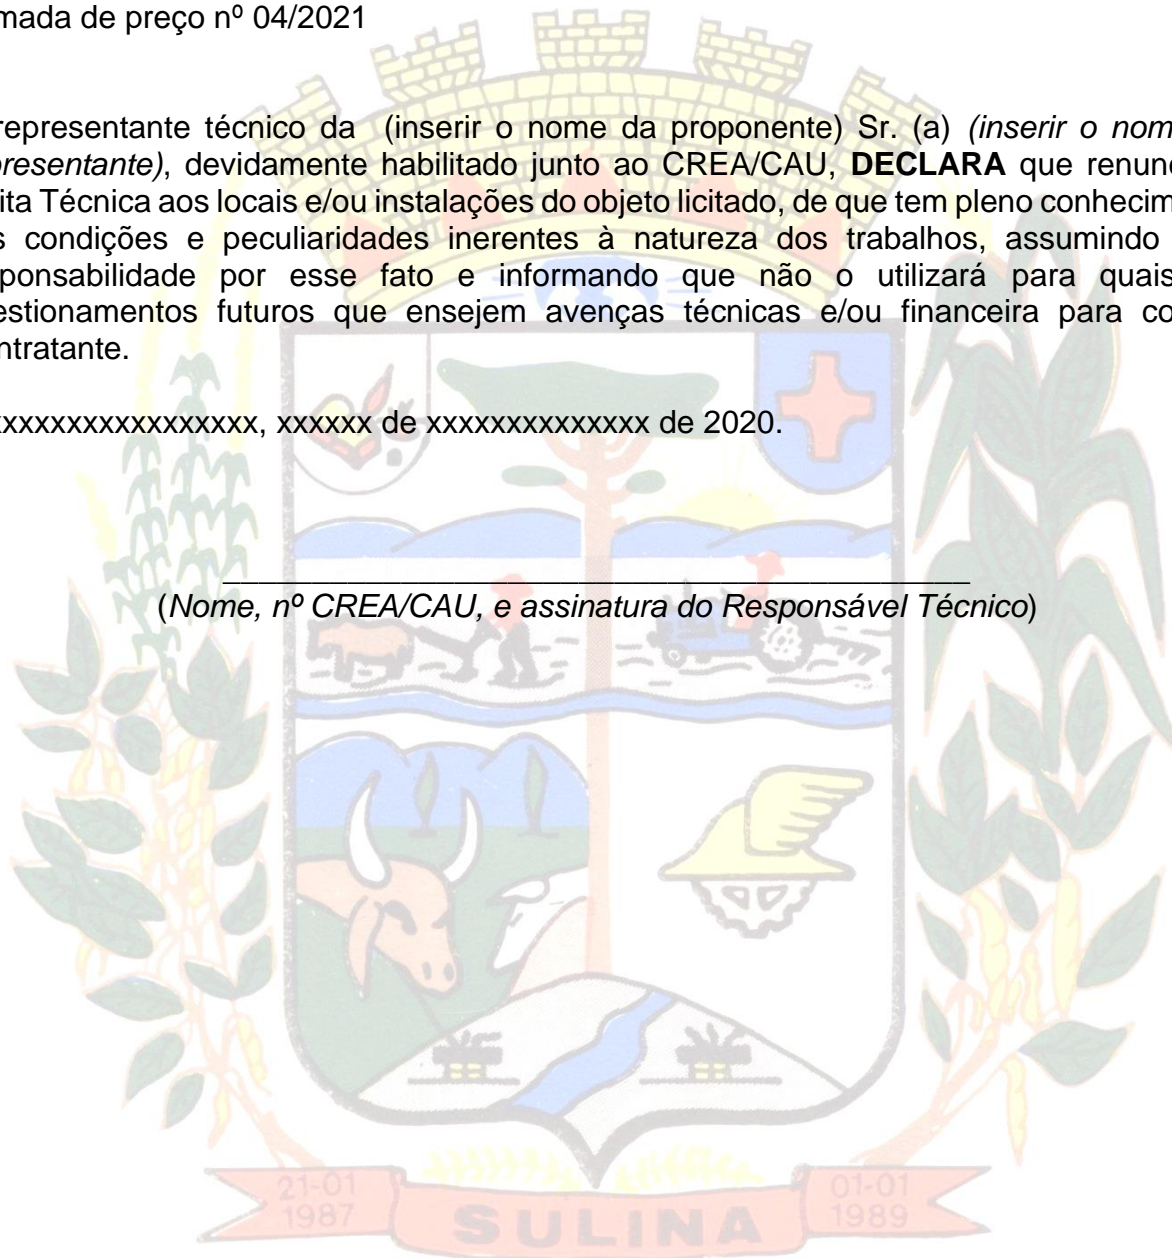 mada de preço nº 04/2021
representante técnico da (inserir o nome da proponente) Sr. (a) (inserir o nom
presentante), devidamente habilitado junto ao CREA/CAU, DECLARA que renun
ita Técnica aos locais e/ou instalações do objeto licitado, de que tem pleno conhecim
s condições e peculiaridades inerentes à natureza dos trabalhos, assumindo
ponsabilidade por esse fato e informando que não o utilizará para quais
estionamentos futuros que ensejem avenças técnicas e/ou financeira para co
ntratante.
xxxxxxxxxxxxxxxxx, xxxxxx de xxxxxxxxxxxxxx de 2020.
(Nome, nº CREA/CAU, e assinatura do Responsável Técnico)
21-01
1987
SULINA
01-01
1989